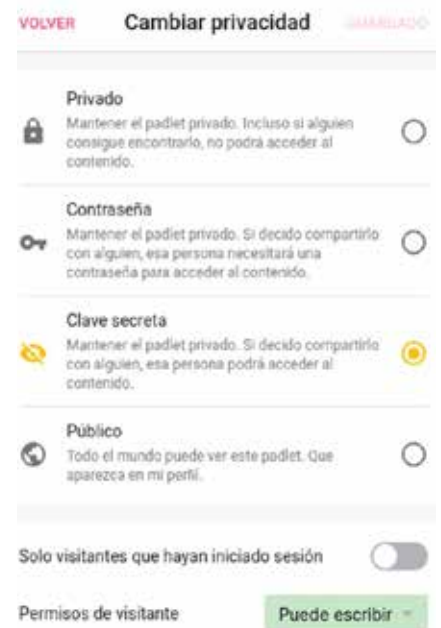 VOLVER Cambiar privacidad GUARDADO
Privado
Mantener el padlet privado. Incluso si alguien
consigue encontrarlo, no podrá acceder al
contenido.
Contraseña
Mantener el padlet privado. Si decido compartirlo
con alguien, esa persona necesitará una
contraseña para acceder al contenido.
Clave secreta
Mantener el padlet privado. Si decido compartirlo
con alguien, esa persona podrá acceder al
contenido.
Público
Todo el mundo puede ver este padlet. Que
aparezca en mi perfil.
Solo visitantes que hayan iniciado sesión
Permisos de visitante Puede escribir